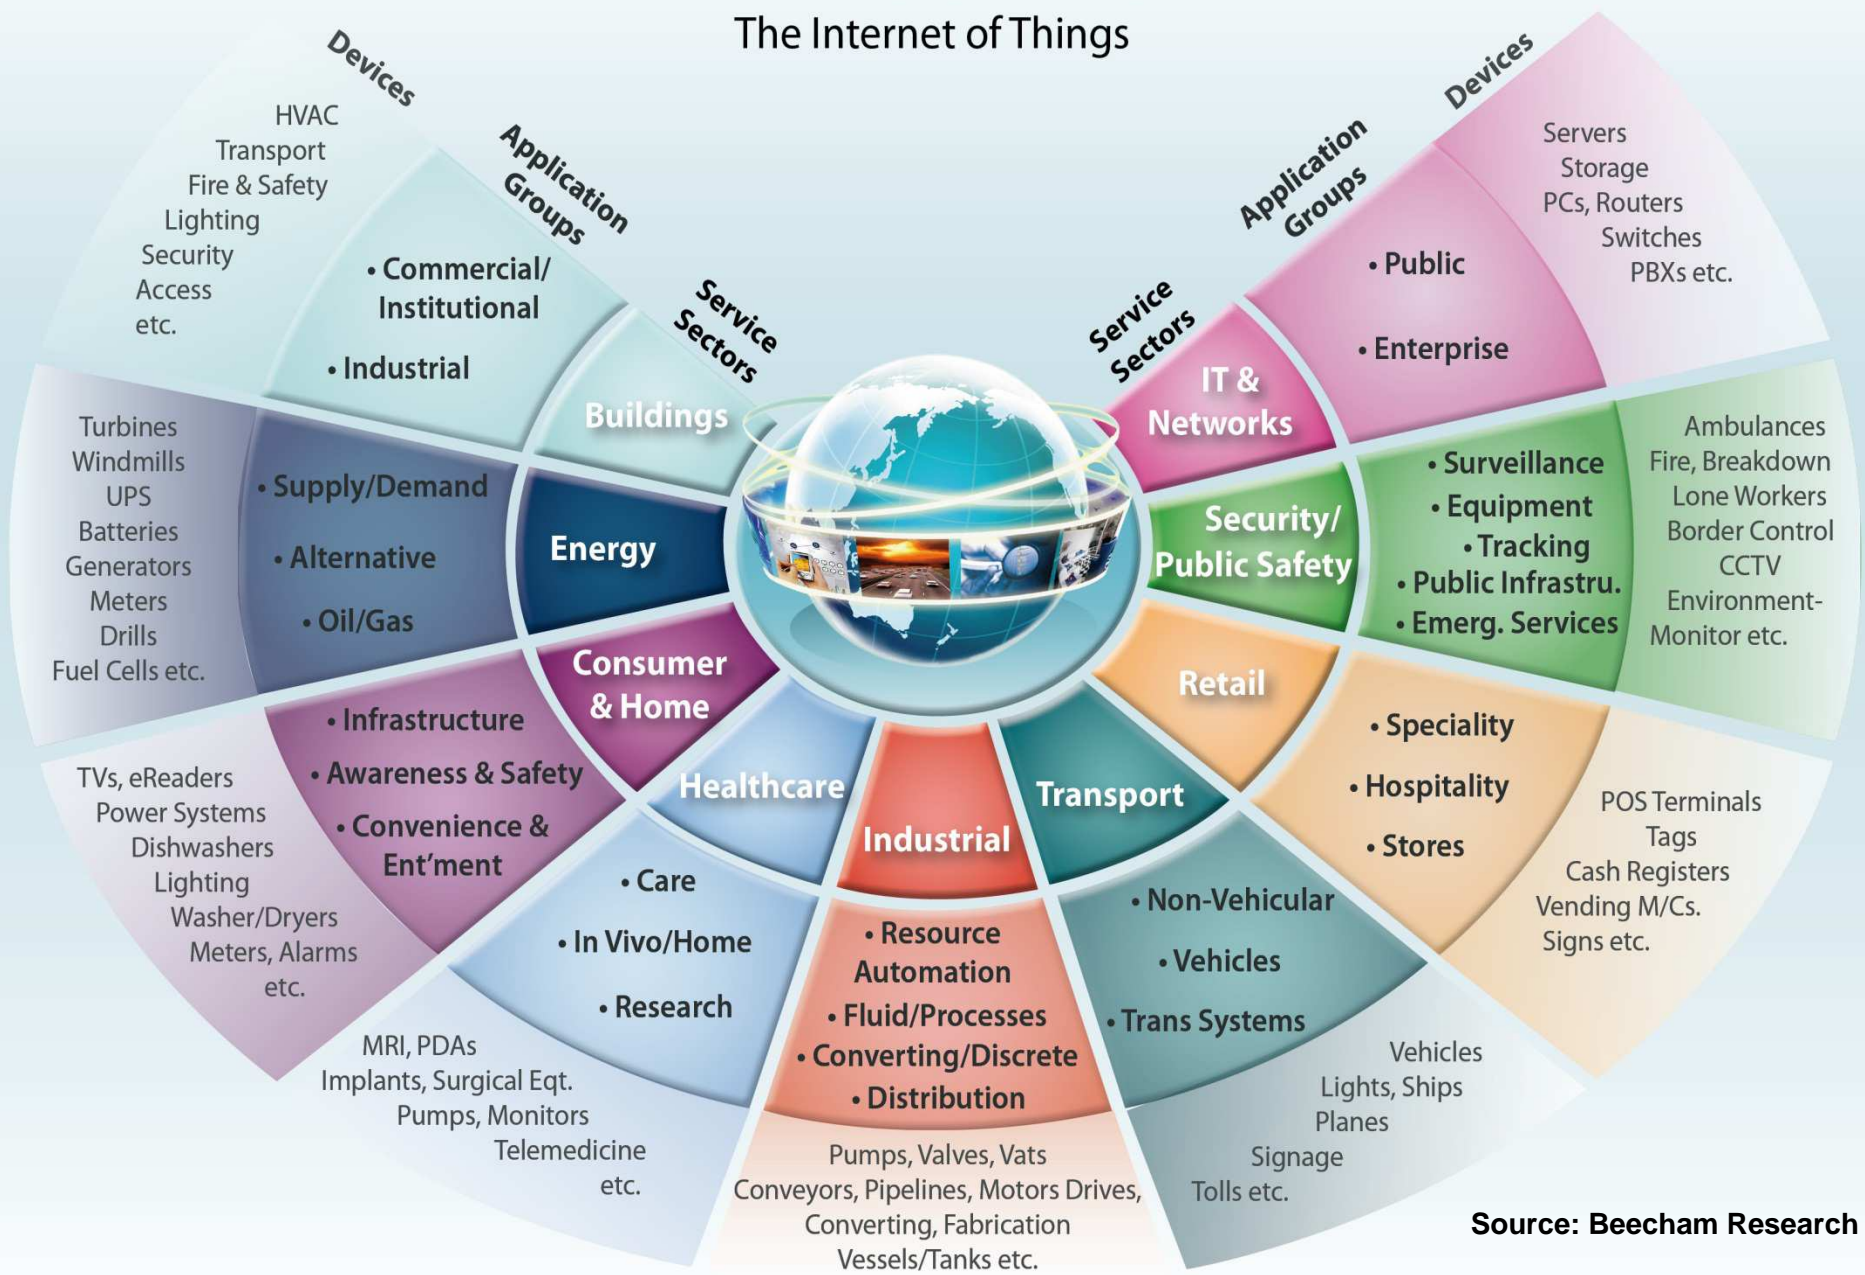 The Internet of Things
Devices
Application
Groups
Service
Sectors
HVAC
Transport
Fire & Safety
Lighting
Security
Access
etc.
• Commercial/
Institutional
• Industrial
Buildings
Turbines
Windmills
UPS
Batteries
Generators
Meters
Drills
Fuel Cells etc.
• Supply/Demand
• Alternative
• Oil/Gas
Energy
TVs, eReaders
Power Systems
Dishwashers
Lighting
Washer/Dryers
Meters, Alarms
etc.
• Infrastructure
• Awareness & Safety
• Convenience &
Ent'ment
Consumer
& Home
MRI, PDAs
Implants, Surgical Eqt.
Pumps, Monitors
Telemedicine
etc.
• Care
• In Vivo/Home
• Research
Healthcare
Industrial
• Resource
Automation
• Fluid/Processes
• Converting/Discrete
• Distribution
Pumps, Valves, Vats
Conveyors, Pipelines, Motors Drives,
Converting, Fabrication
Vessels/Tanks etc.
Transport
• Non-Vehicular
• Vehicles
• Trans Systems
Vehicles
Lights, Ships
Planes
Signage
Tolls etc.
Retail
• Speciality
• Hospitality
• Stores
POS Terminals
Tags
Cash Registers
Vending M/Cs.
Signs etc.
Security/
Public Safety
• Surveillance
• Equipment
• Tracking
• Public Infrastru.
• Emerg. Services
Ambulances
Fire, Breakdown
Lone Workers
Border Control
CCTV
Environment-
Monitor etc.
Service
Sectors
Application
Groups
Devices
IT &
Networks
• Public
• Enterprise
Servers
Storage
PCs, Routers
Switches
PBXs etc.
Source: Beecham Research